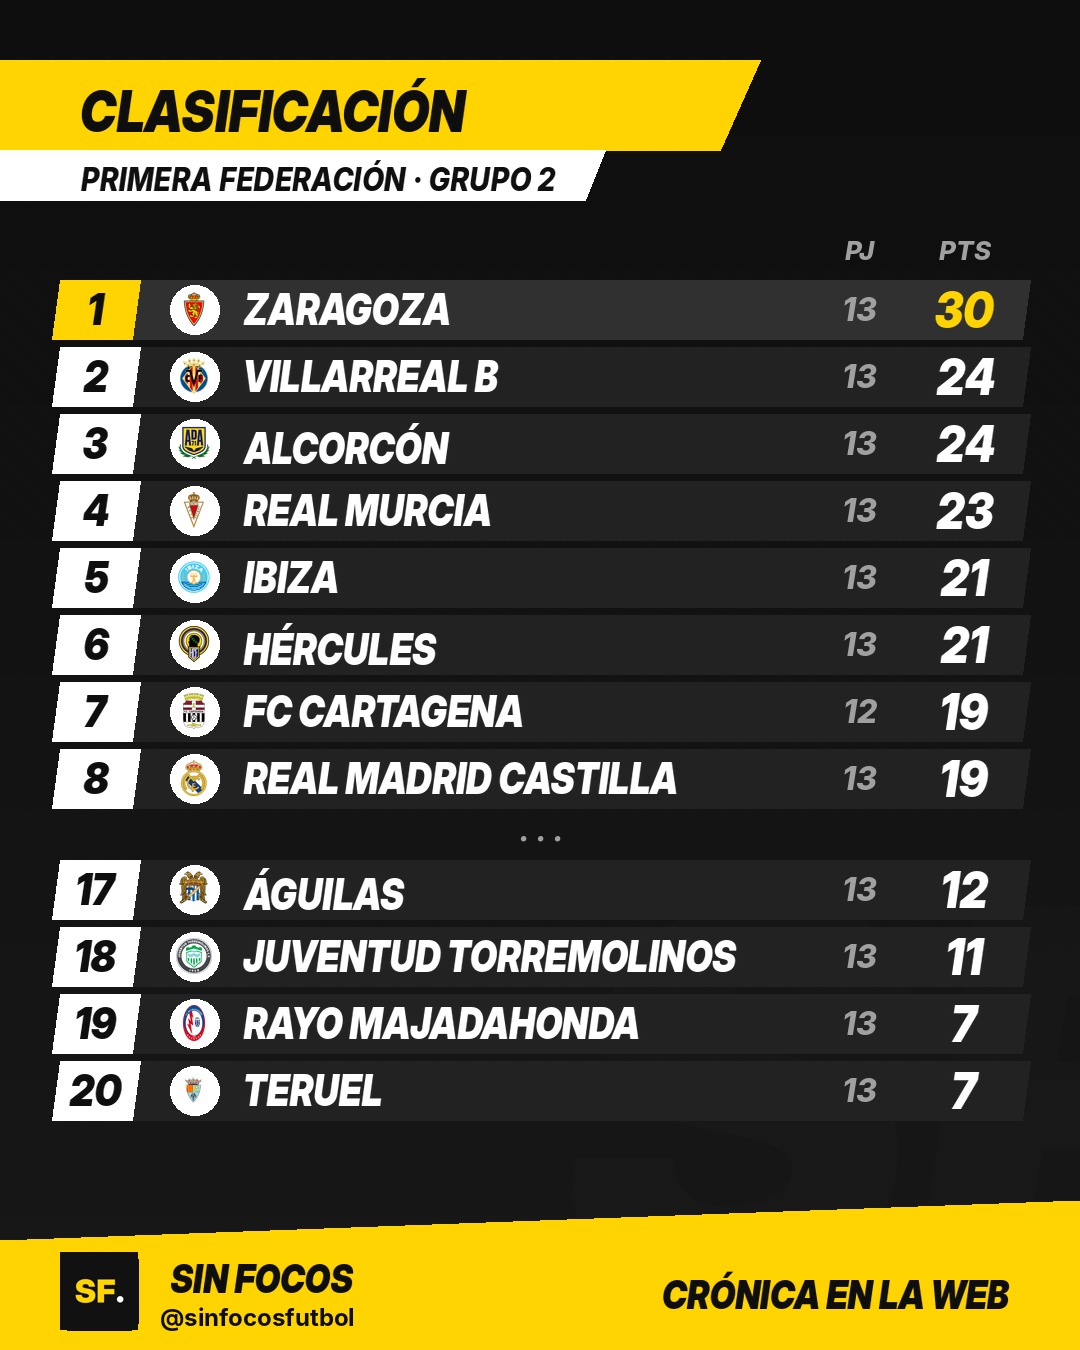 CLASIFICACIÓN
PRIMERA FEDERACIÓN · GRUPO 2
PJ PTS
1 ZARAGOZA 13 30
2 VILLARREAL B 13 24
3 ALCORCÓN 13 24
4 REAL MURCIA 13 23
5 IBIZA 13 21
6 HÉRCULES 13 21
7 FC CARTAGENA 12 19
8 REAL MADRID CASTILLA 13 19
...
17 ÁGUILAS 13 12
18 JUVENTUD TORREMOLINOS 13 11
19 RAYO MAJADAHONDA 13 7
20 TERUEL 13 7
SF. SIN FOCOS
@sinfocosfutbol
CRÓNICA EN LA WEB